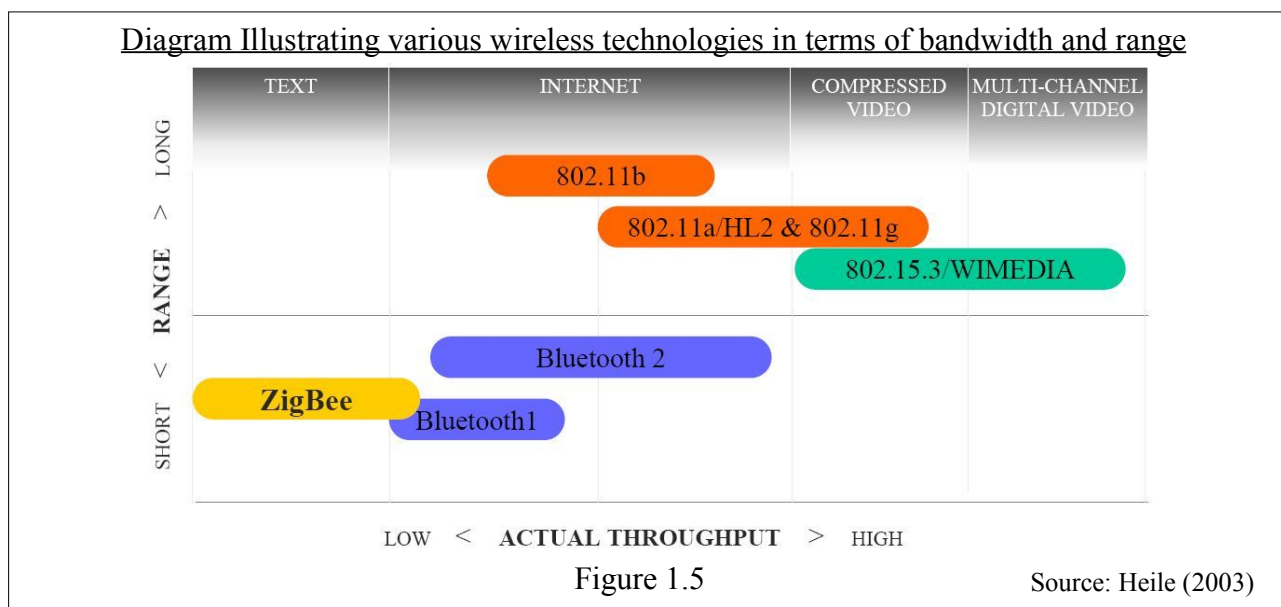 Diagram Illustrating various wireless technologies in terms of bandwidth and range
TEXT
INTERNET
COMPRESSED
VIDEO
MULTI-CHANNEL
DIGITAL VIDEO
SHORT < RANGE > LONG
802.11b
802.11a/HL2 & 802.11g
802.15.3/WIMEDIA
Bluetooth 2
ZigBee
Bluetooth1
LOW < ACTUAL THROUGHPUT > HIGH
Figure 1.5
Source: Heile (2003)